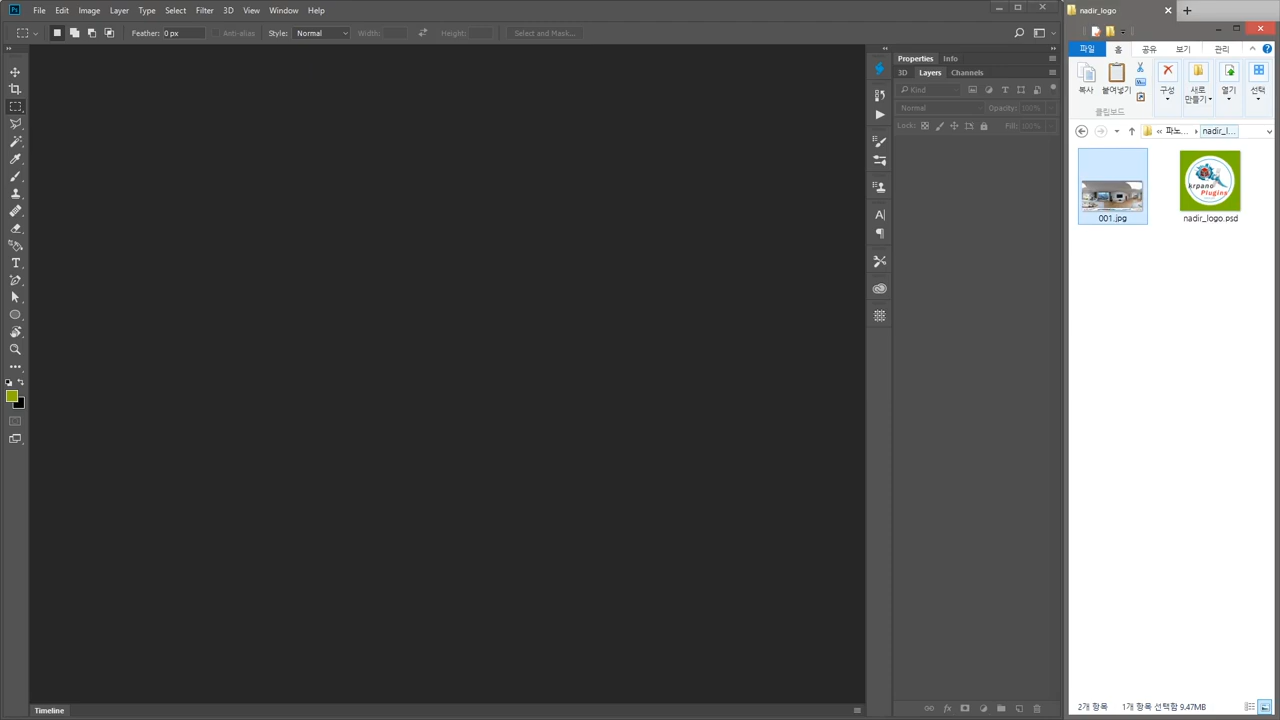 Ps File Edit Image Layer Type Select Filter 3D View Window Help
Feather: 0 px Anti-alias Style: Normal Width: Height: Select and Mask...
Properties Info
3D Layers Channels
Kind
Normal Opacity: 100%
Lock: Fill: 100%
Timeline
nadir_logo
파일 홈 공유 보기 관리
복사 붙여넣기 구성 새로 만들기 열기 선택
클립보드
« 파노... nadir_l...
krpano
Plugins
001.jpg nadir_logo.psd
2개 항목 1개 항목 선택함 9.47MB